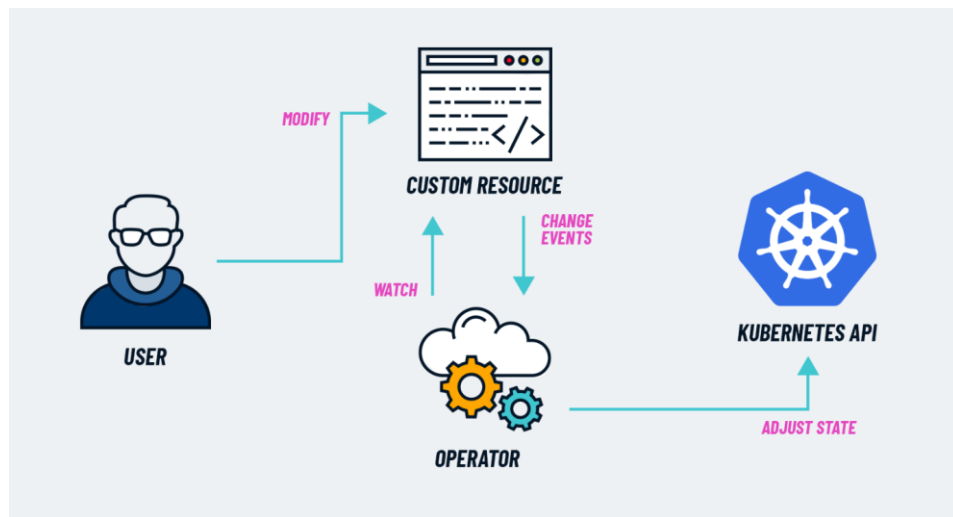 MODIFY
CUSTOM RESOURCE
CHANGE
EVENTS
WATCH
USER
KUBERNETES API
OPERATOR
ADJUST STATE